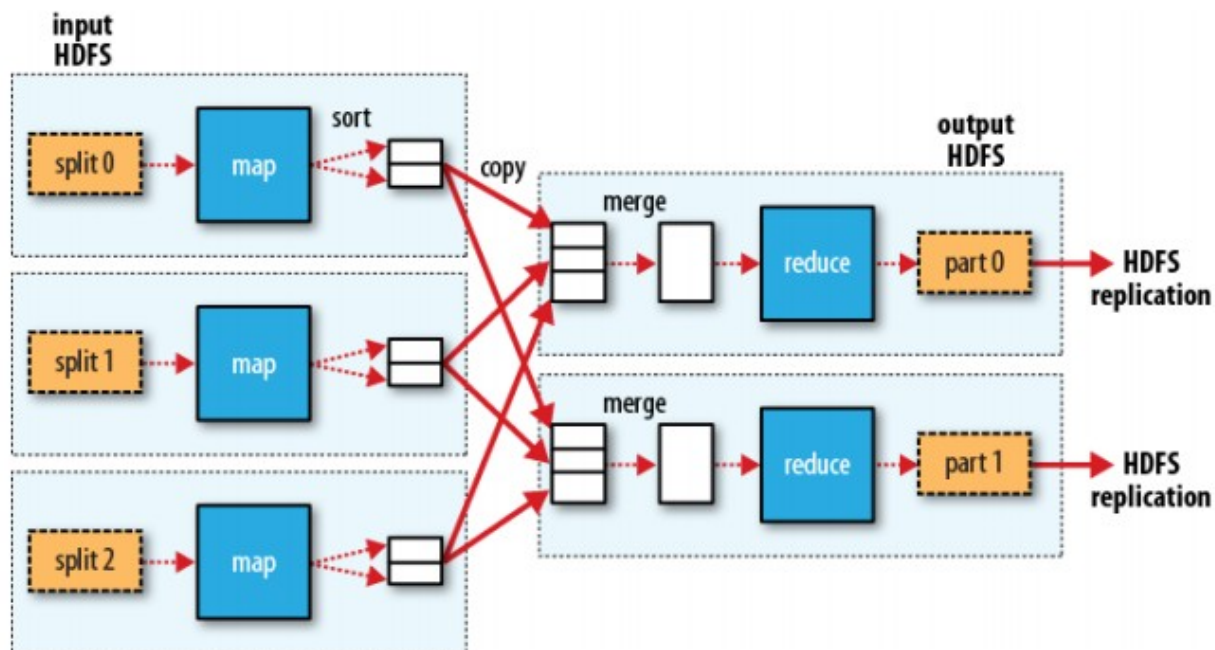 input
HDFS
split 0
map
sort
copy
split 1
map
split 2
map
output
HDFS
merge
reduce
part 0
HDFS
replication
merge
reduce
part 1
HDFS
replication